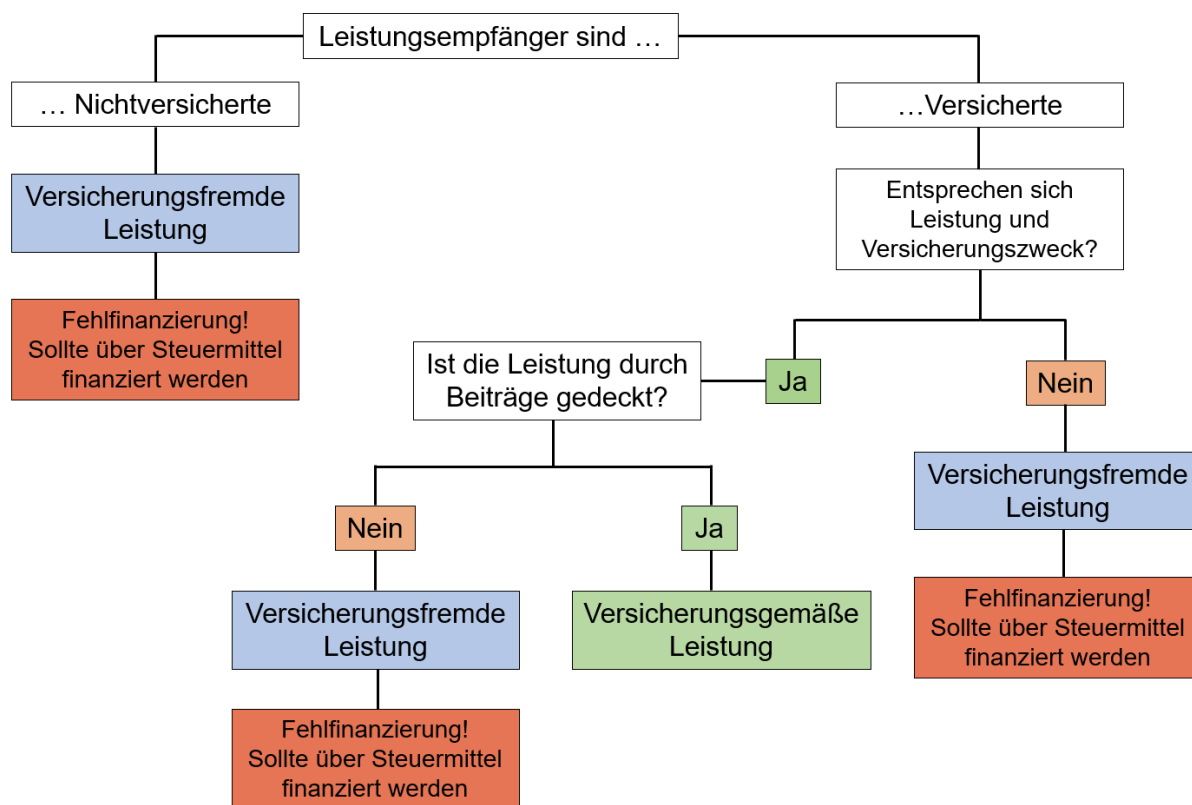 Leistungsempfänger sind …
… Nichtversicherte
…Versicherte
Versicherungsfremde
Leistung
Entsprechen sich
Leistung und
Versicherungszweck?
Fehlfinanzierung!
Sollte über Steuermittel
finanziert werden
Ist die Leistung durch
Beiträge gedeckt?
Ja
Nein
Versicherungsfremde
Leistung
Nein
Ja
Versicherungsfremde
Leistung
Versicherungsgemäße
Leistung
Fehlfinanzierung!
Sollte über Steuermittel
finanziert werden
Fehlfinanzierung!
Sollte über Steuermittel
finanziert werden